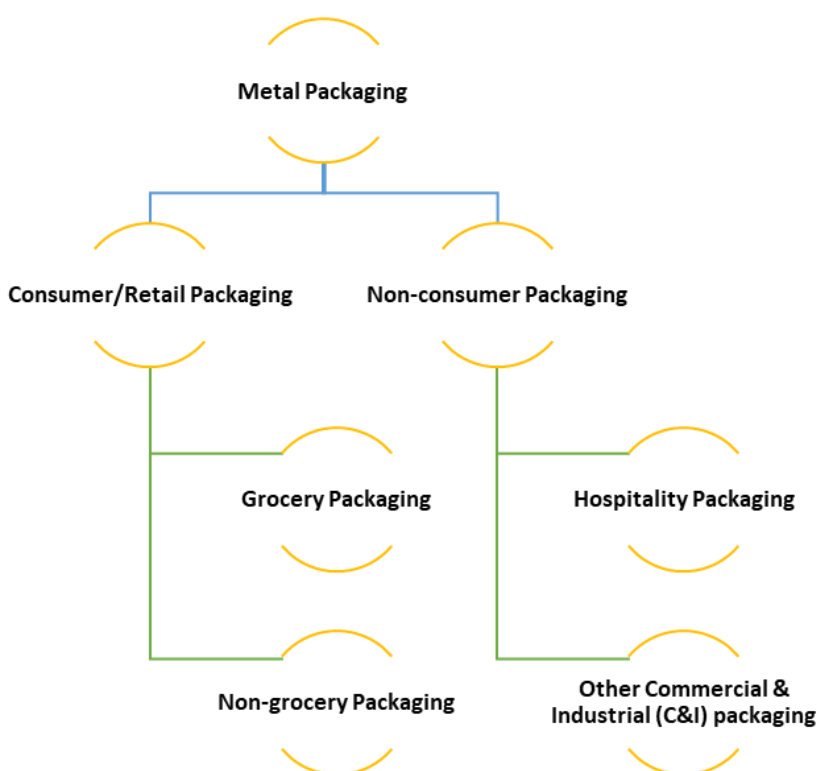 Metal Packaging
Consumer/Retail Packaging
Non-consumer Packaging
Grocery Packaging
Hospitality Packaging
Non-grocery Packaging
Other Commercial &
Industrial (C&I) packaging